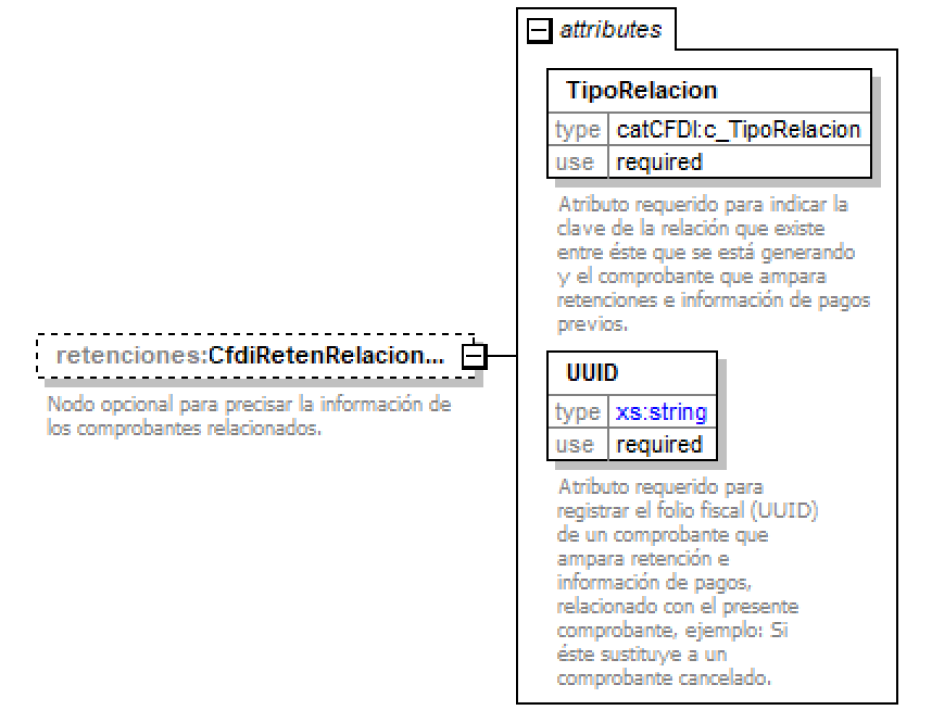 attributes
TipoRelacion
type catCFDI:c_TipoRelacion
use required
Atributo requerido para indicar la
clave de la relación que existe
entre éste que se está generando
y el comprobante que ampara
retenciones e información de pagos
previos.
retenciones:CfdiRetenRelacion...
Nodo opcional para precisar la información de
los comprobantes relacionados.
UUID
type xs:string
use required
Atributo requerido para
registrar el folio fiscal (UUID)
de un comprobante que
ampara retención e
información de pagos,
relacionado con el presente
comprobante, ejemplo: Si
éste sustituye a un
comprobante cancelado.